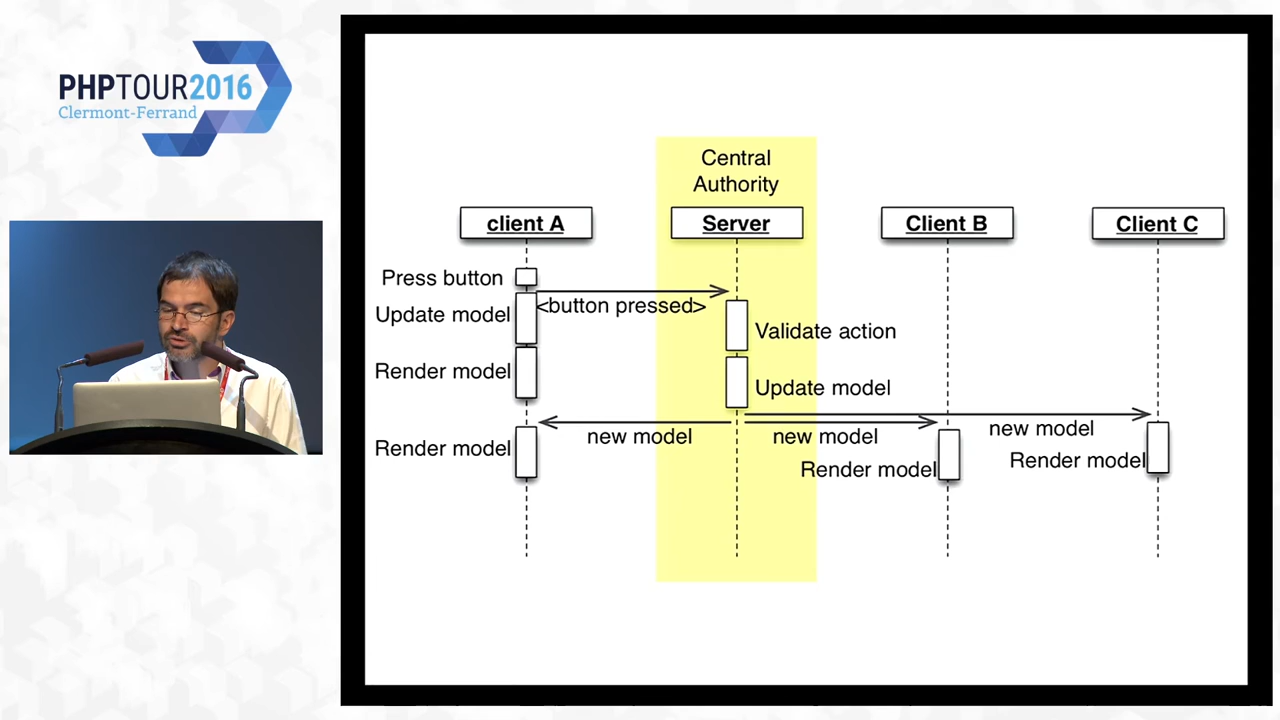 PHPTOUR2016
Clermont-Ferrand
Central
Authority
client A
Server
Client B
Client C
Press button
<button pressed>
Update model
Validate action
Render model
Update model
new model
new model
new model
Render model
Render model
Render model